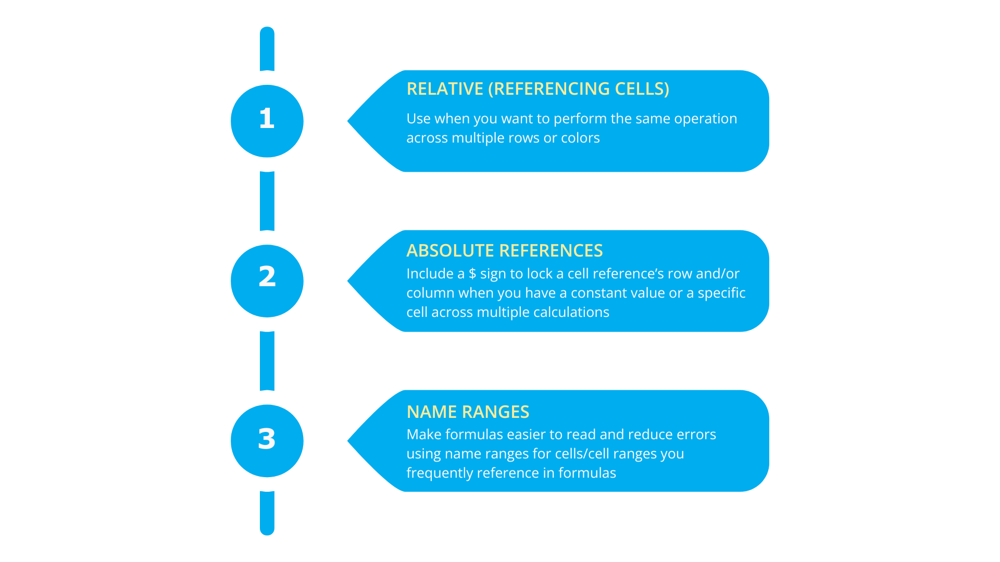 1
RELATIVE (REFERENCING CELLS)
Use when you want to perform the same operation
across multiple rows or colors
2
ABSOLUTE REFERENCES
Include a $ sign to lock a cell reference’s row and/or
column when you have a constant value or a specific
cell across multiple calculations
3
NAME RANGES
Make formulas easier to read and reduce errors
using name ranges for cells/cell ranges you
frequently reference in formulas